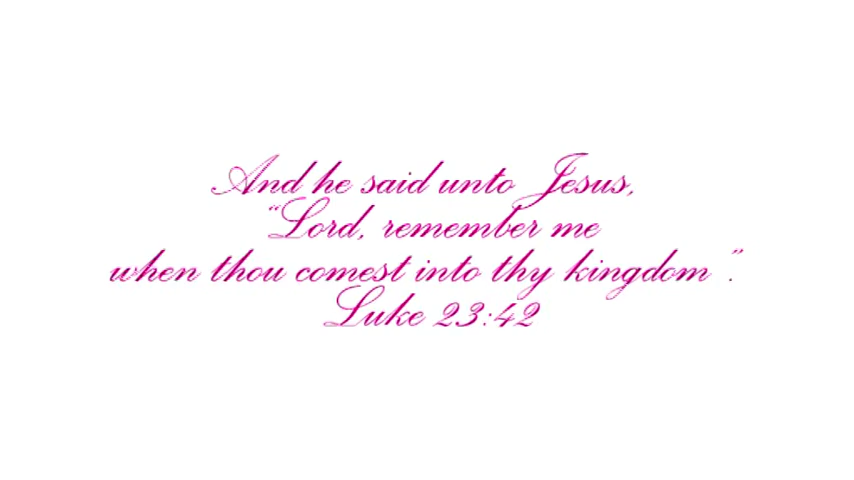 And he said unto Jesus,
“Lord, remember me
when thou comest into thy kingdom ”.
Luke 23:42